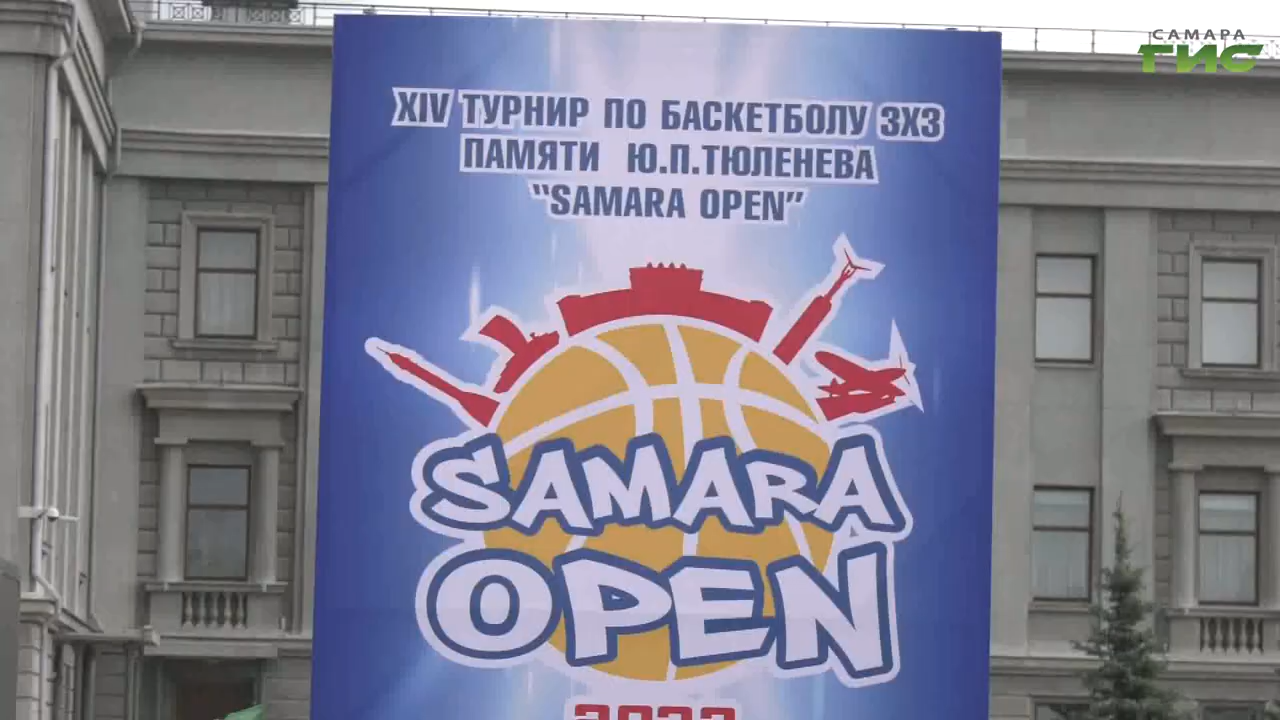 САМАРА
ГИС
XIV ТУРНИР ПО БАСКЕТБОЛУ 3Х3
ПАМЯТИ Ю.П.ТЮЛЕНЕВА
"SAMARA OPEN"
SAMARA
OPEN